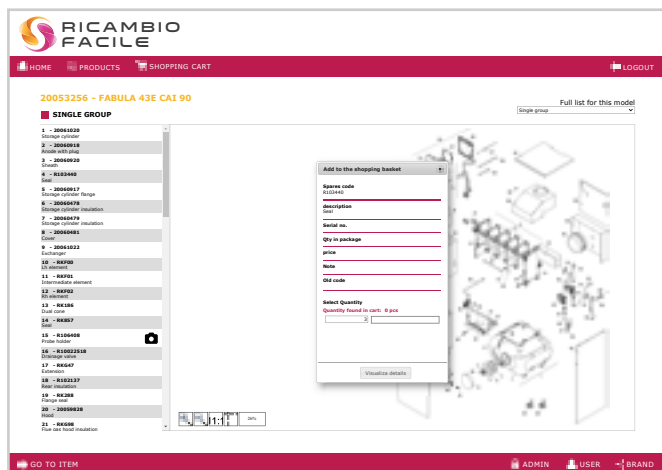 RICAMBIO
FACILE
HOME PRODUCTS SHOPPING CART LOGOUT
20053256 - FABULA 43E CAI 90
Full list for this model
SINGLE GROUP
Single group
1 - 20061020
Storage cylinder
2 - 20060918
Anode with plug
3 - 20060920
Sheath
4 - R103440
Seal
5 - 20060917
Storage cylinder flange
6 - 20060478
Storage cylinder insulation
7 - 20060479
Storage cylinder insulation
8 - 20060481
Cover
9 - 20061022
Exchanger
10 - RKF00
Lh element
11 - RKF01
Intermediate element
12 - RKF02
Rh element
13 - RK186
Dual cone
14 - RK857
Seal
15 - R106408
Probe holder
16 - R10022518
Drainage valve
17 - RKG47
Extension
18 - R102137
Rear insulation
19 - RK288
Flange seal
20 - 20059828
Hood
21 - RKG98
Flue gas hood insulation
Add to the shopping basket
Spares code
R103440
description
Seal
Serial no.
Qty in package
price
Note
Old code
Select Quantity
Quantity found in cart: 0 pcs
Visualize details
1:1
26%
GO TO ITEM ADMIN USER BRAND